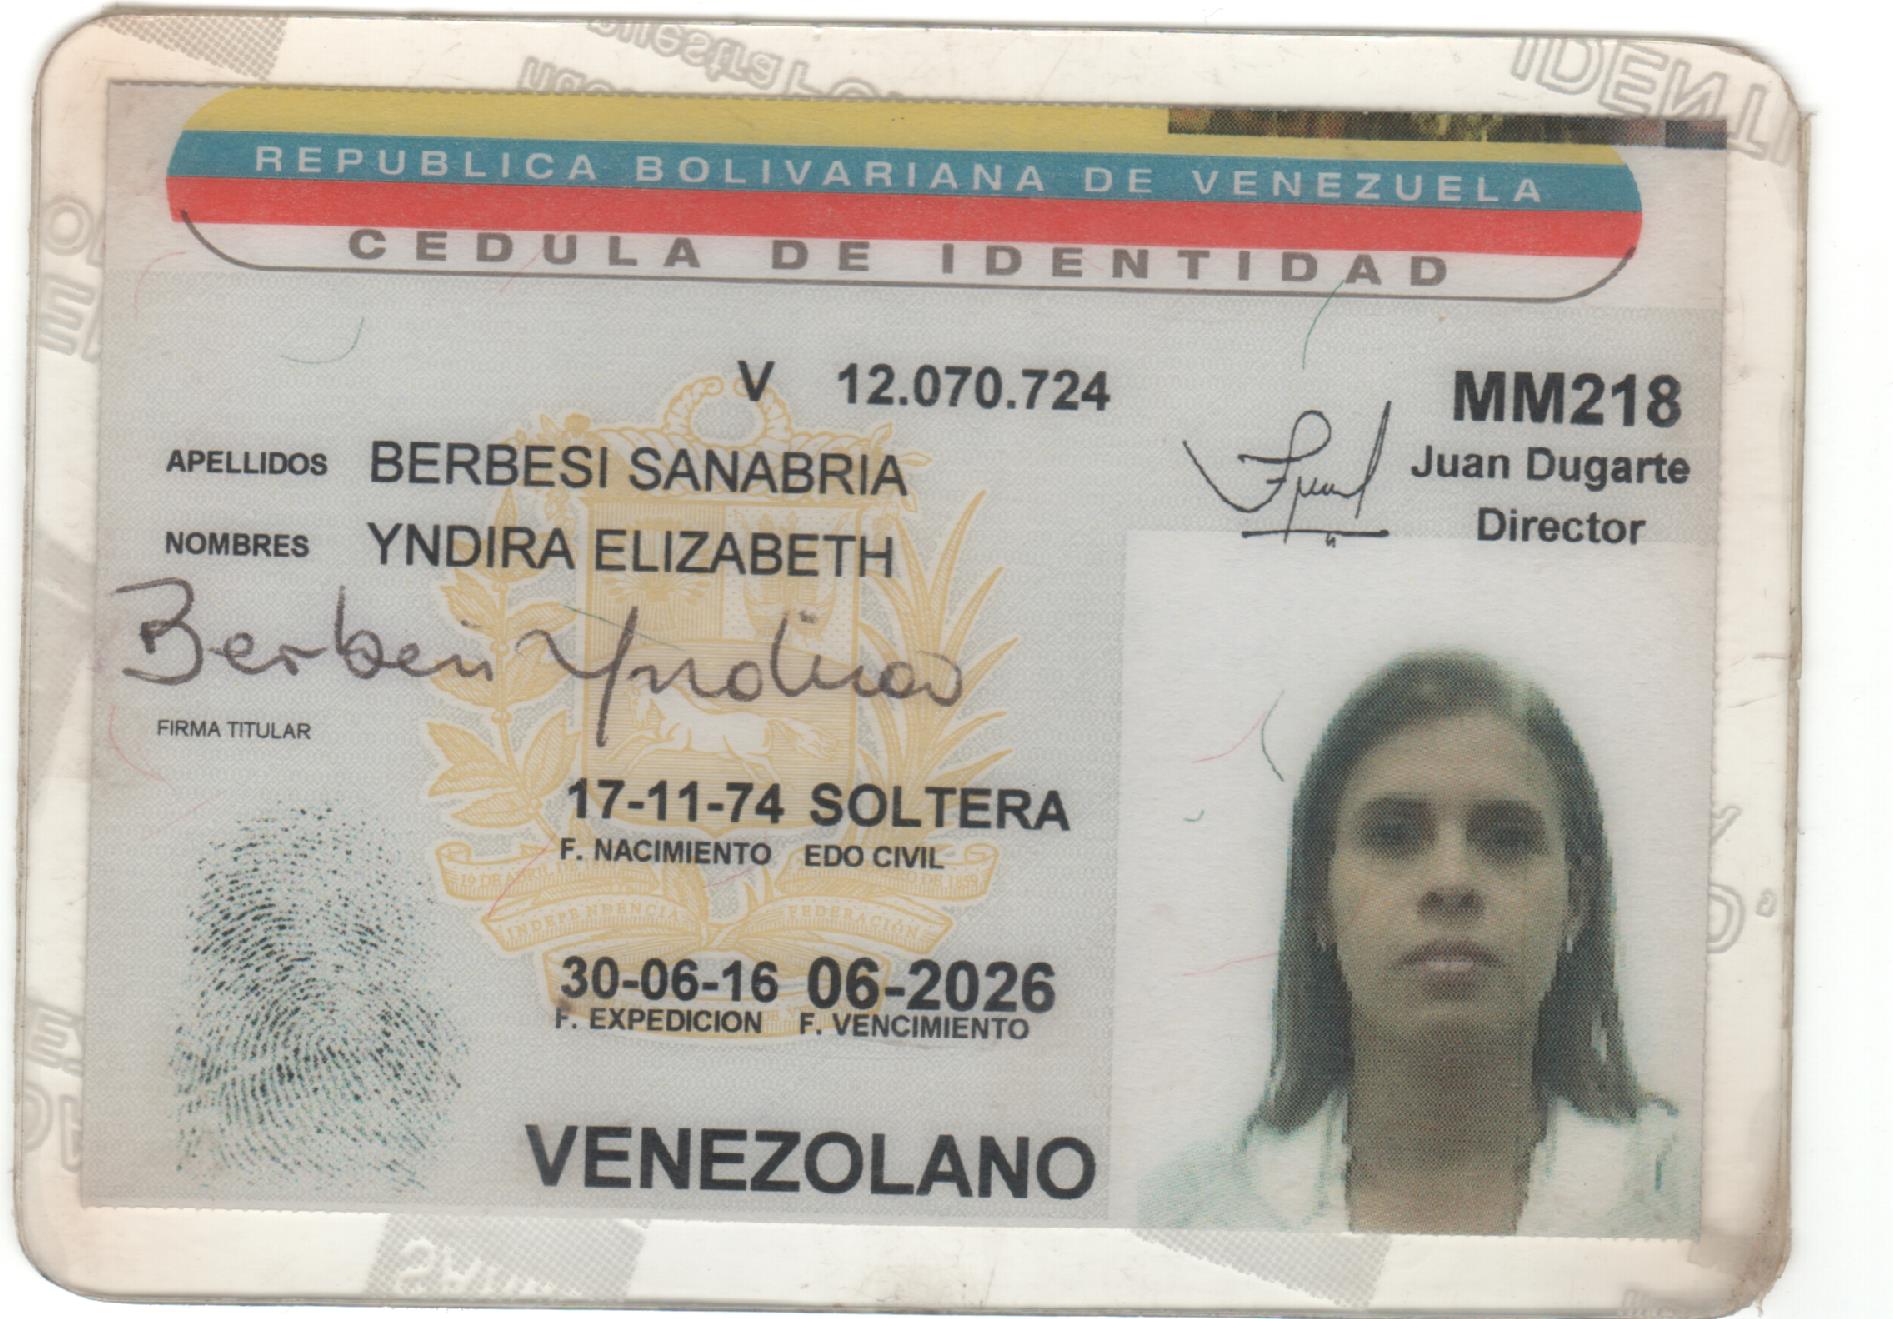 REPUBLICA BOLIVARIANA DE VENEZUELA
CEDULA DE IDENTIDAD
V 12.070.724
MM218
Juan Dugarte
Director
APELLIDOS BERBESI SANABRIA
NOMBRES YNDIRA ELIZABETH
Berbesi Yndira
FIRMA TITULAR
17-11-74 SOLTERA
F. NACIMIENTO EDO CIVIL
INDEPENDENCIA FEDERACIÓN
30-06-16 06-2026
F. EXPEDICION F. VENCIMIENTO
VENEZOLANO